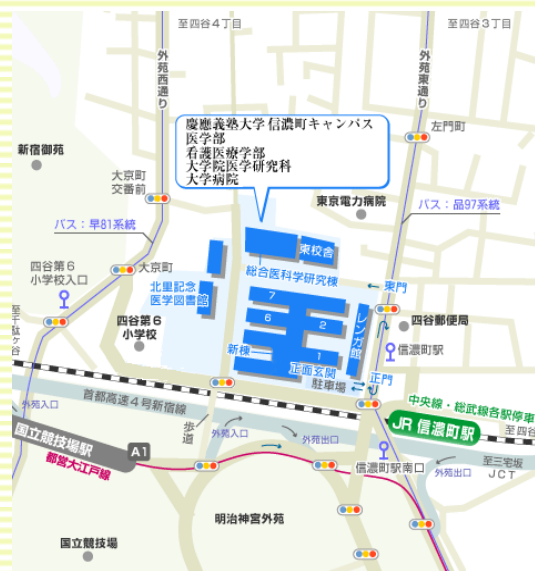 至四谷4丁目
至四谷3丁目
外苑西通り
外苑東通り
慶應義塾大学 信濃町キャンパス
医学部
看護医療学部
大学院医学研究科
大学病院
左門町
新宿御苑
大京町
交番前
東京電力病院
バス：品97系統
バス：早81系統
東校舎
総合医科学研究棟
大京町
四谷第6
小学校入口
北里記念
医学図書館
東門
7
6
2
1
レンガ館
四谷郵便局
至千駄ヶ谷
四谷第6
小学校
新棟
正面玄関
信濃町駅
駐車場
正門
首都高速4号新宿線
中央線・総武線各駅停車
JR 信濃町駅
至四谷
外苑入口
歩道
外苑入口
外苑出口
国立競技場駅
A1
都営大江戸線
信濃町駅南口
外苑出口
至三宅坂
JCT
明治神宮外苑
国立競技場